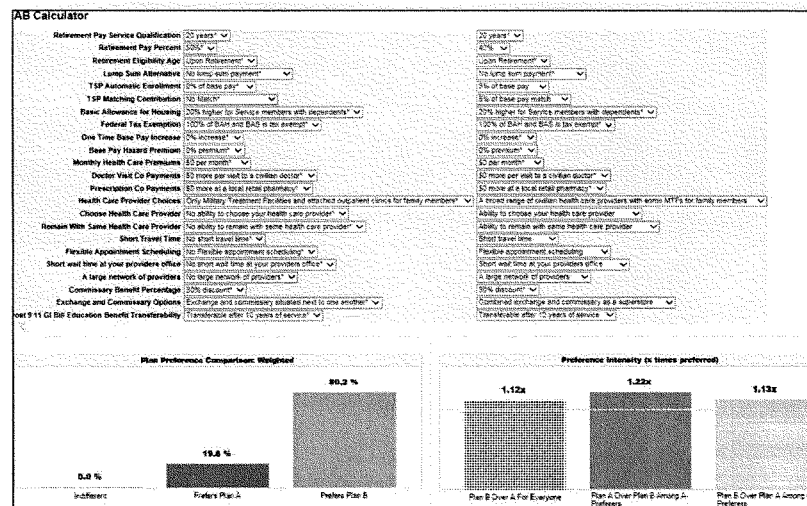 AB Calculator
Retirement Pay Service Qualification 20 years* 20 years*
Retirement Pay Percent 50%* 40%
Retirement Eligibility Age Upon Retirement* Upon Retirement*
Lump Sum Alternative No lump sum payment* No lump sum payment*
TSP Automatic Enrollment 0% of base pay* 5% of base pay
TSP Matching Contribution No Match* 5% of base pay match
Basic Allowance for Housing 20% higher for Service members with dependents* 20% higher for Service members with dependents*
Federal Tax Exemption 100% of BAH and BAS is tax exempt* 100% of BAH and BAS is tax exempt*
One Time Base Pay Increase 0% increase* 0% increase*
Base Pay Hazard Premium 0% premium* 0% premium*
Monthly Health Care Premiums $0 per month* $0 per month*
Doctor Visit Co Payments $0 more per visit to a civilian doctor* $0 more per visit to a civilian doctor*
Prescription Co Payments $0 more at a local retail pharmacy* $0 more at a local retail pharmacy*
Health Care Provider Choices Only Military Treatment Facilities and attached outpatient clinics for family members* A broad range of civilian health care providers with some MTFs for family members
Choose Health Care Provider No ability to choose your health care provider* Ability to choose your health care provider
Remain With Same Health Care Provider No ability to remain with same health care provider* Ability to remain with same health care provider
Short Travel Time No short travel time* Short travel time
Flexible Appointment Scheduling No Flexible appointment scheduling* Flexible appointment scheduling
Short wait time at your providers office No short wait time at your providers office* Short wait time at your providers office
A large network of providers No large network of providers* A large network of providers
Commissary Benefit Percentage 30% discount* 30% discount*
Exchange and Commissary Options Exchange and commissary situated next to one another* Combined exchange and commissary as a superstore
ost 9 11 GI Bill Education Benefit Transferability Transferable after 10 years of service* Transferable after 12 years of service
Plan Preference Comparison: Weighted
80.2 %
19.8 %
0.0 %
Indifferent Prefers Plan A Prefers Plan B
Preference Intensity (x times preferred)
1.12x 1.22x 1.13x
Plan B Over A For Everyone
Plan A Over Plan B Among A-Preferers
Plan B Over Plan A Among
Preferers